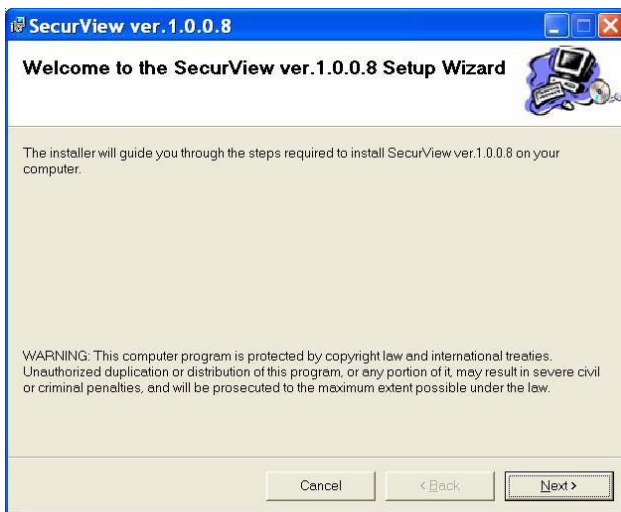 SecurView ver.1.0.0.8
Welcome to the SecurView ver.1.0.0.8 Setup Wizard
The installer will guide you through the steps required to install SecurView ver.1.0.0.8 on your
computer.
WARNING: This computer program is protected by copyright law and international treaties.
Unauthorized duplication or distribution of this program, or any portion of it, may result in severe civil
or criminal penalties, and will be prosecuted to the maximum extent possible under the law.
Cancel
< Back
Next >